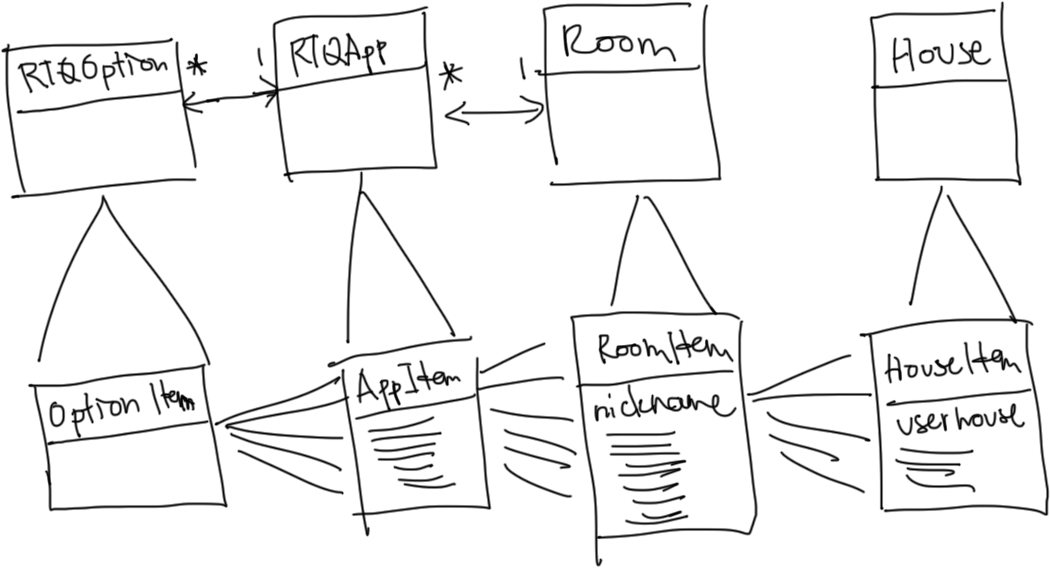 RTQOption
*
1
RTQApp
*
1
Room
House
Option Item
AppItem
RoomItem
nickname
HouseItem
userhouse